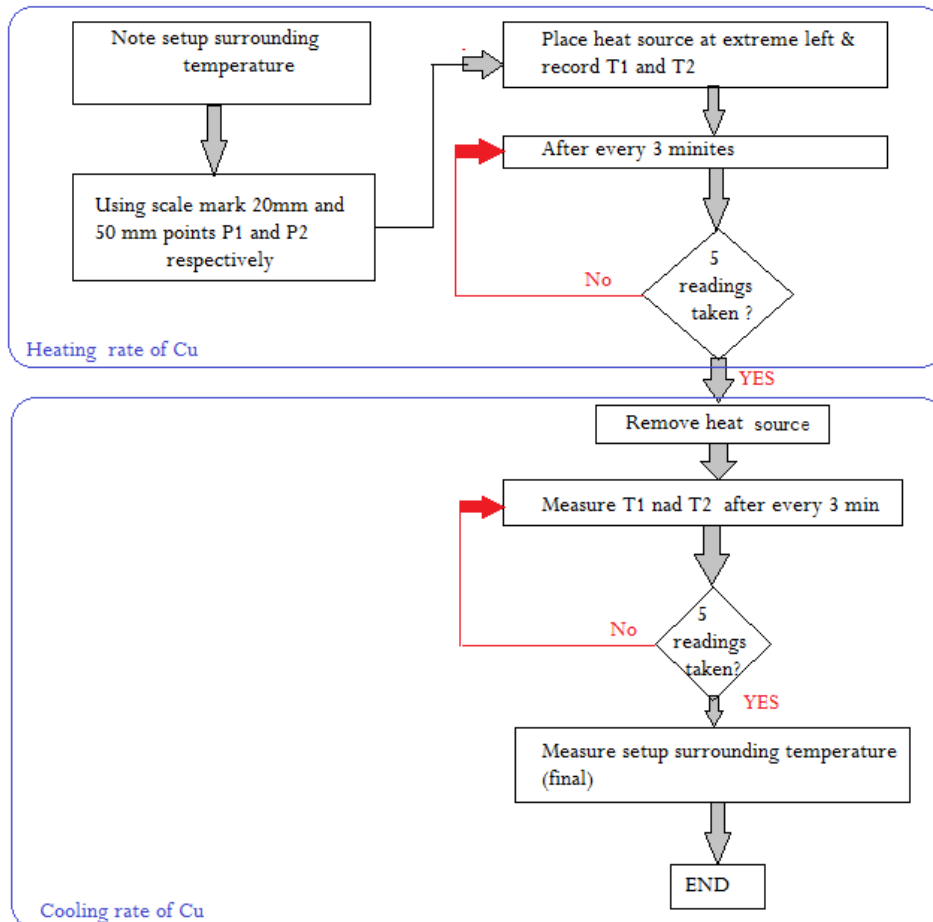 Note setup surrounding
temperature
Using scale mark 20mm and
50 mm points P1 and P2
respectively
Place heat source at extreme left &
record T1 and T2
After every 3 minites
5
readings
taken ?
No
Heating rate of Cu
YES
Remove heat source
Measure T1 nad T2 after every 3 min
5
readings
taken?
No
YES
Measure setup surrounding temperature
(final)
END
Cooling rate of Cu